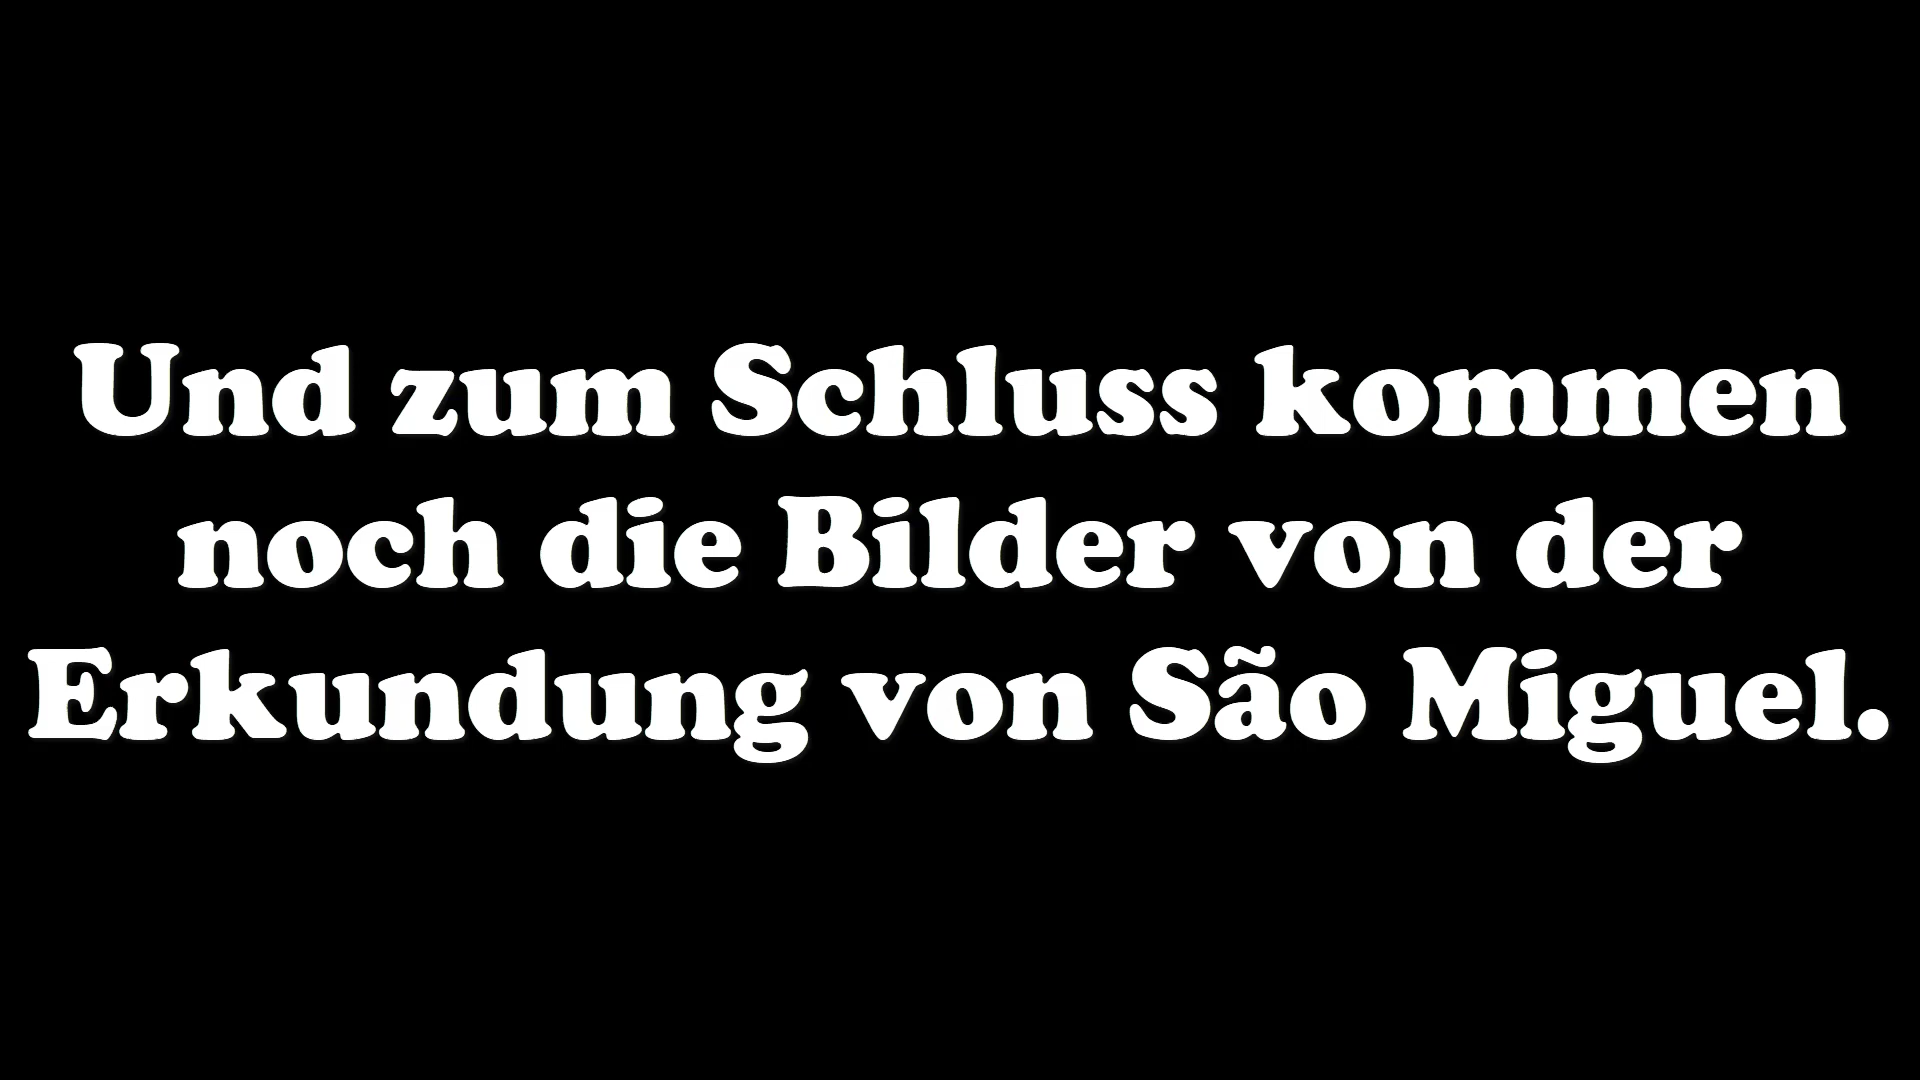 Und zum Schluss kommen
noch die Bilder von der
Erkundung von São Miguel.